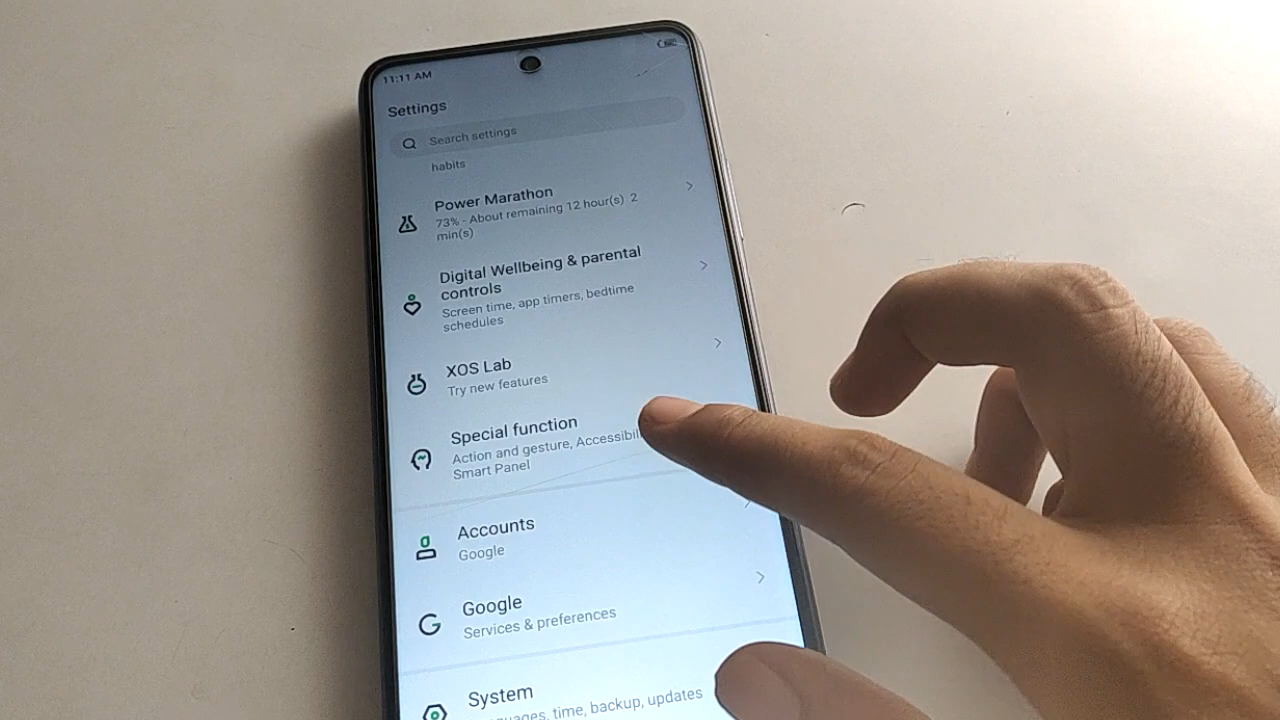 11:11 AM
Settings
Search settings
habits
Power Marathon
73% - About remaining 12 hour(s) 2
min(s)
Digital Wellbeing & parental
controls
Screen time, app timers, bedtime
schedules
XOS Lab
Try new features
Special function
Action and gesture, Accessibil
Smart Panel
Accounts
Google
Google
Services & preferences
System
uages, time, backup, updates